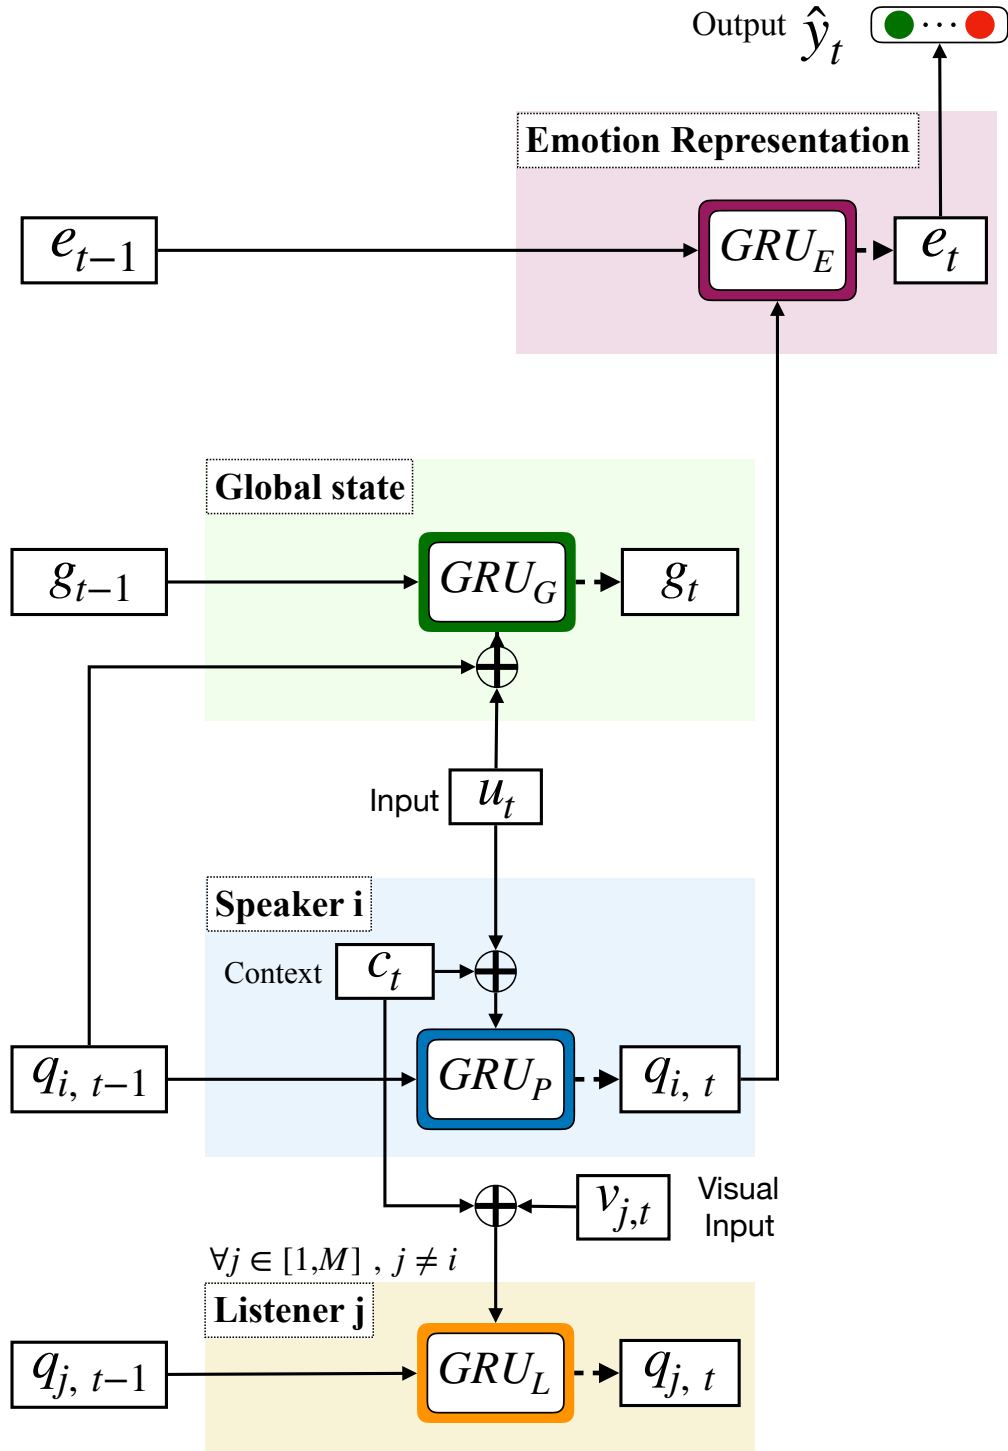 Output ŷ_t
Emotion Representation
e_{t−1}
GRU_E
e_t
Global state
g_{t−1}
GRU_G
g_t
Input
u_t
Speaker i
Context
c_t
q_{i, t−1}
GRU_P
q_{i, t}
v_{j,t}
Visual
Input
∀j ∈ [1,M] , j ≠ i
Listener j
q_{j, t−1}
GRU_L
q_{j, t}